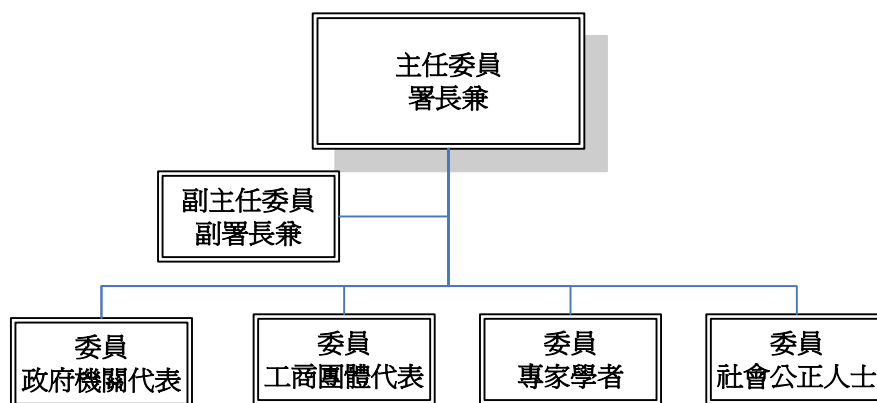 主任委員
署長兼
副主任委員
副署長兼
委員
政府機關代表
委員
工商團體代表
委員
專家學者
委員
社會公正人士